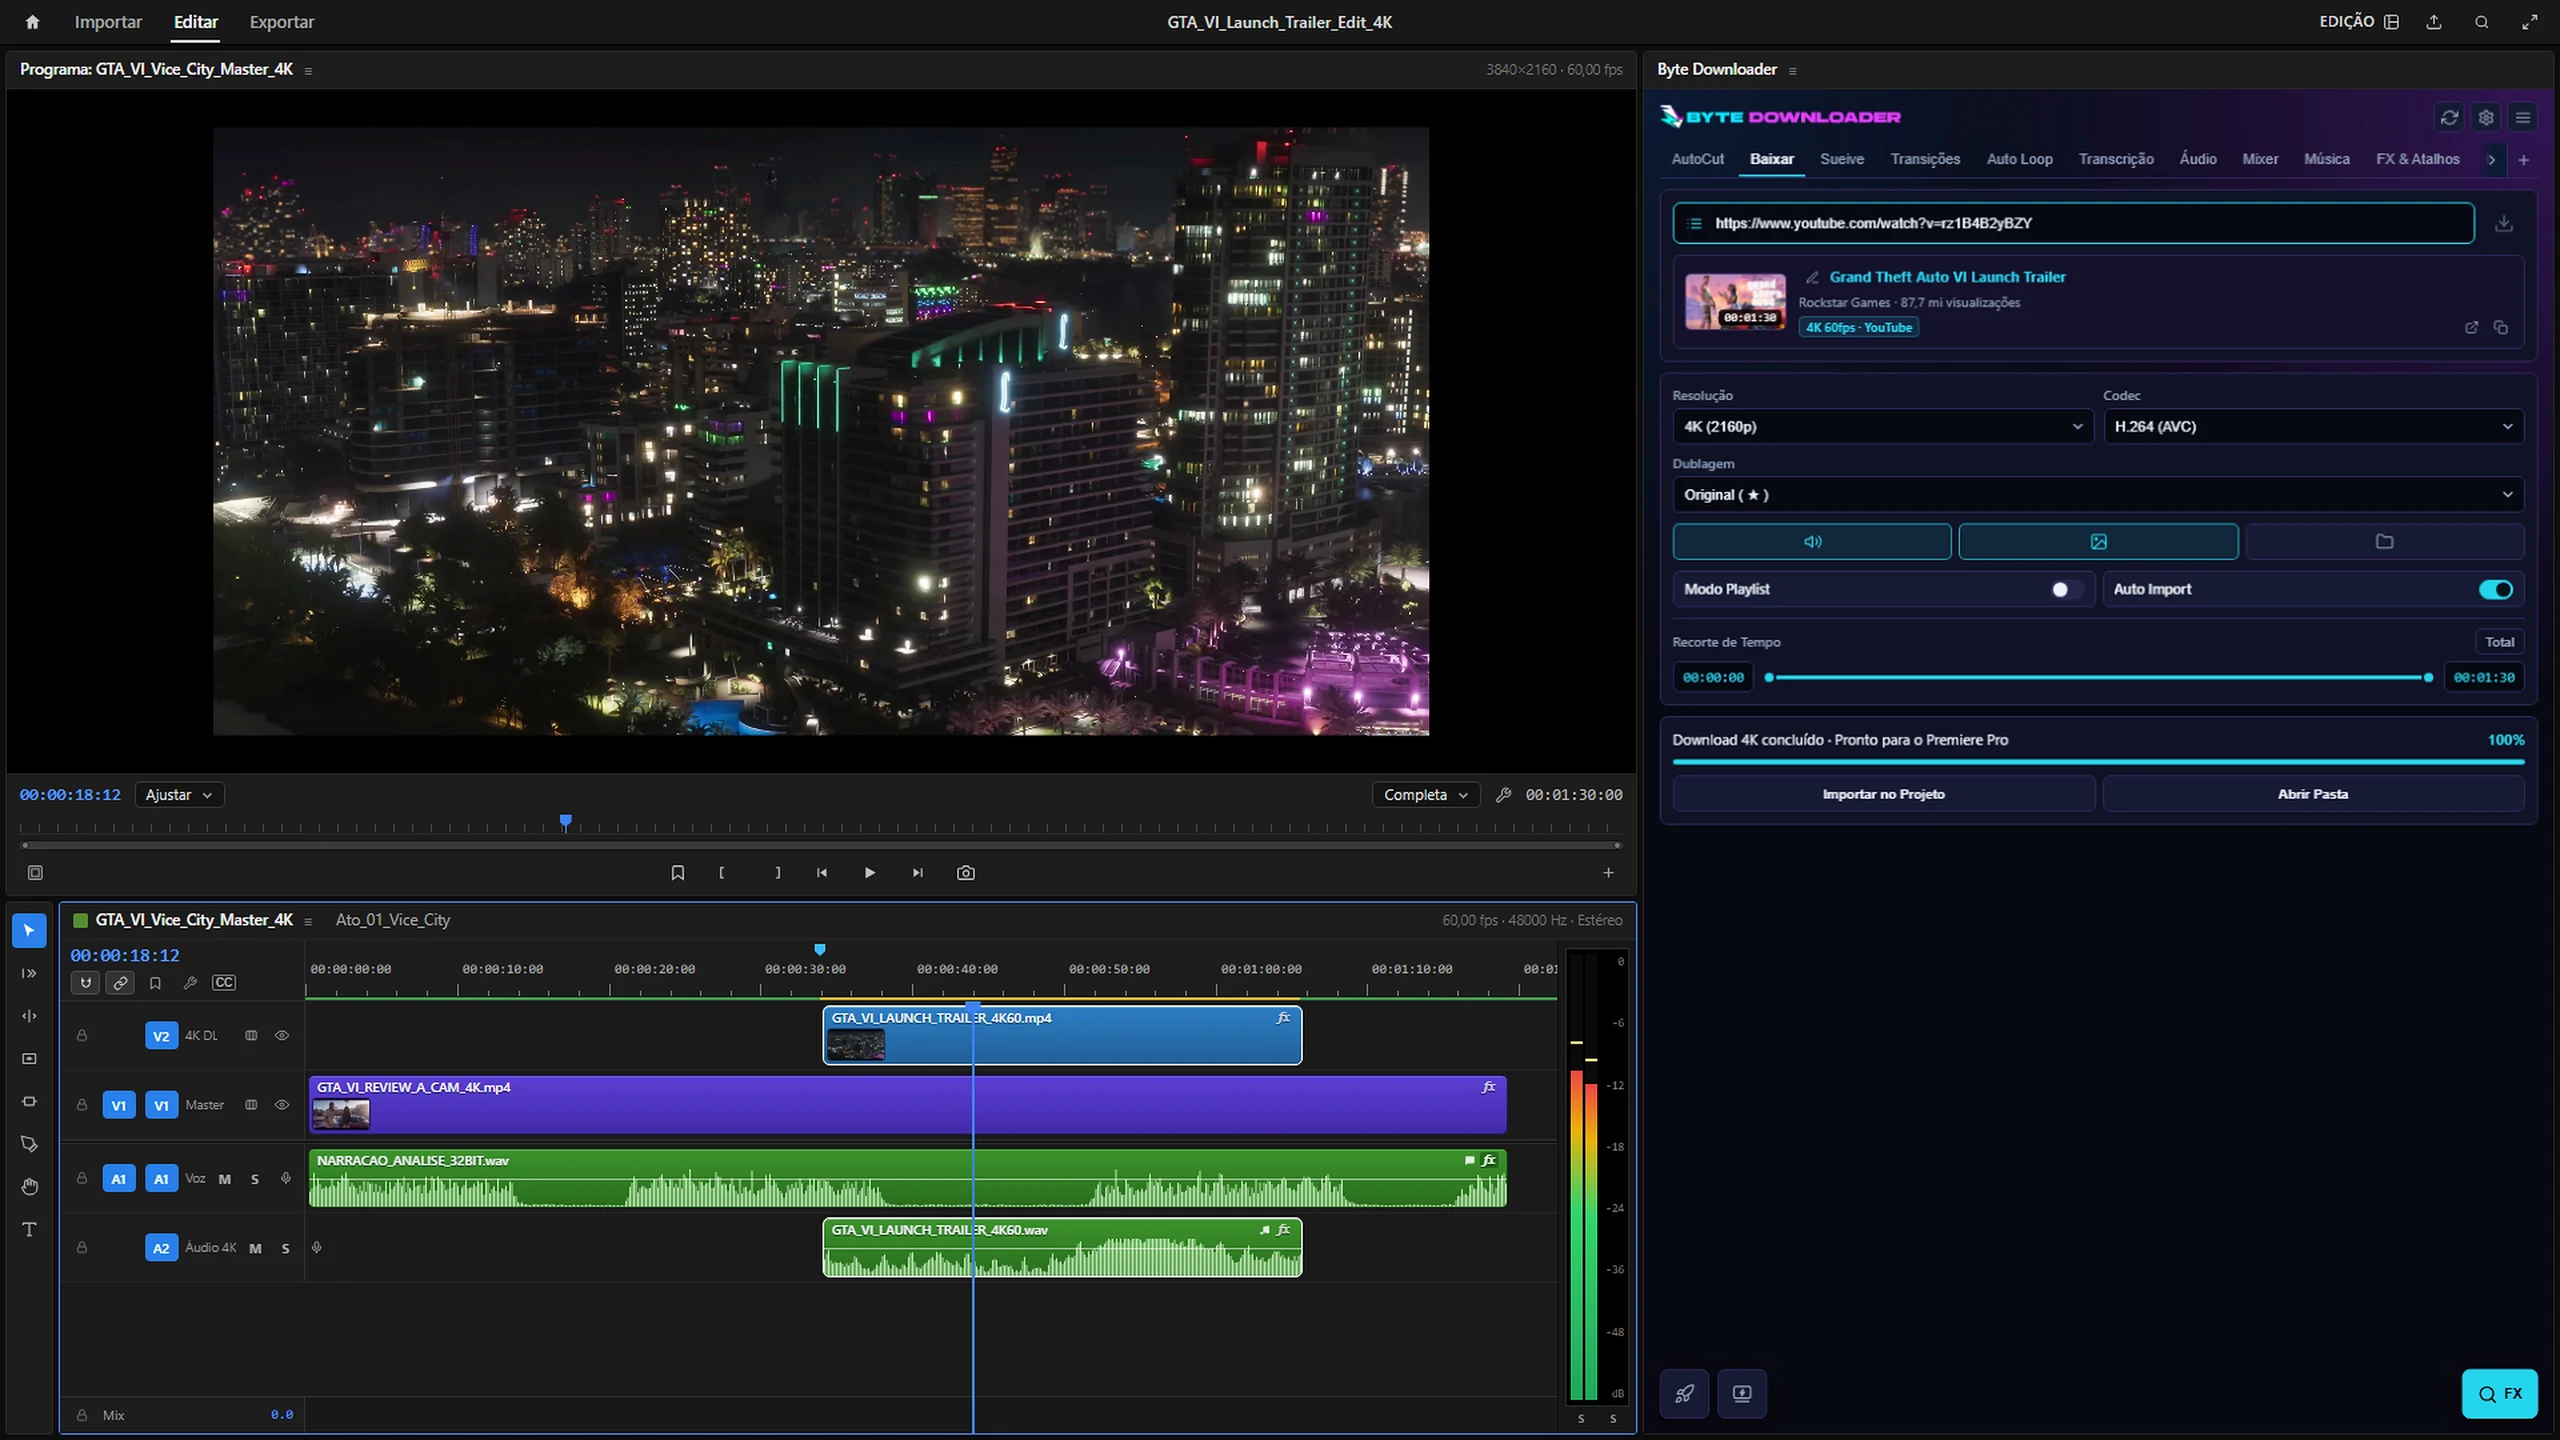 Importar Editar Exportar
GTA_VI_Launch_Trailer_Edit_4K
EDIÇÃO
Programa: GTA_VI_Vice_City_Master_4K
3840×2160 · 60,00 fps
00:00:18:12 Ajustar
Completa 00:01:30:00
GTA_VI_Vice_City_Master_4K Ato_01_Vice_City
60,00 fps · 48000 Hz · Estéreo
00:00:18:12
00:00:00:00 00:00:10:00 00:00:20:00 00:00:30:00 00:00:40:00 00:00:50:00 00:01:00:00 00:01:10:00 00:01
CC
V2 4K DL
GTA_VI_LAUNCH_TRAILER_4K60.mp4 fx
V1 V1 Master
GTA_VI_REVIEW_A_CAM_4K.mp4 fx
A1 A1 Voz M S
NARRACAO_ANALISE_32BIT.wav fx
A2 Áudio 4K M S
GTA_VI_LAUNCH_TRAILER_4K60.wav fx
Mix 0.0
0
-6
-12
-18
-24
-36
-48
dB
S S
Byte Downloader
BYTE DOWNLOADER
AutoCut Baixar Sueive Transições Auto Loop Transcrição Áudio Mixer Música FX & Atalhos
https://www.youtube.com/watch?v=rz1B4B2yBZY
Grand Theft Auto VI Launch Trailer
Rockstar Games · 87,7 mi visualizações
00:01:30
4K 60fps · YouTube
Resolução Codec
4K (2160p) H.264 (AVC)
Dublagem
Original ( ★ )
Modo Playlist Auto Import
Recorte de Tempo Total
00:00:00 00:01:30
Download 4K concluído · Pronto para o Premiere Pro 100%
Importar no Projeto Abrir Pasta
FX